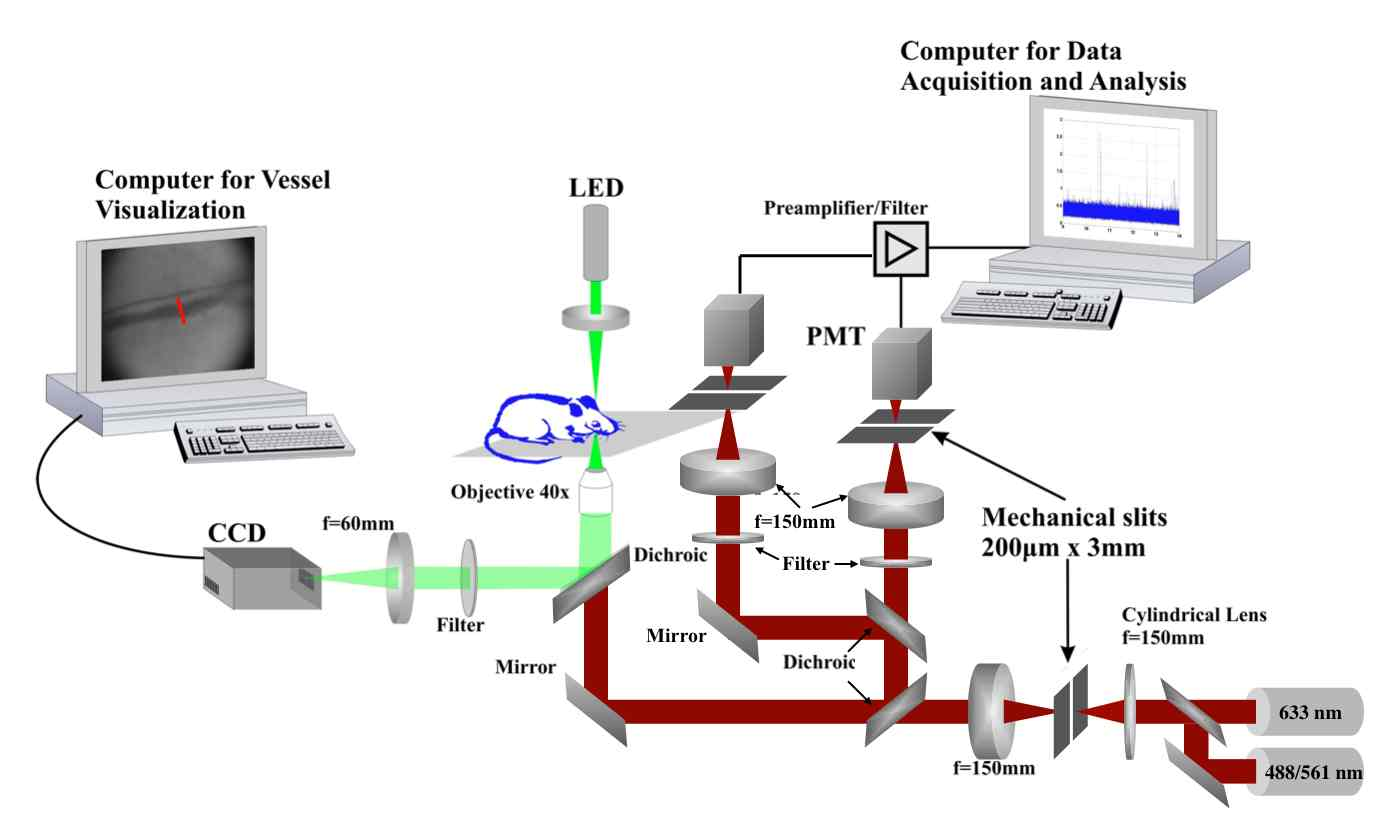 Computer for Data
Acquisition and Analysis
Computer for Vessel
Visualization
LED
Preamplifier/Filter
PMT
Objective 40x
f=150mm
Mechanical slits
200µm x 3mm
f=60mm
CCD
Dichroic
Filter
Filter
Cylindrical Lens
f=150mm
Mirror
Dichroic
Mirror
633 nm
f=150mm
488/561 nm